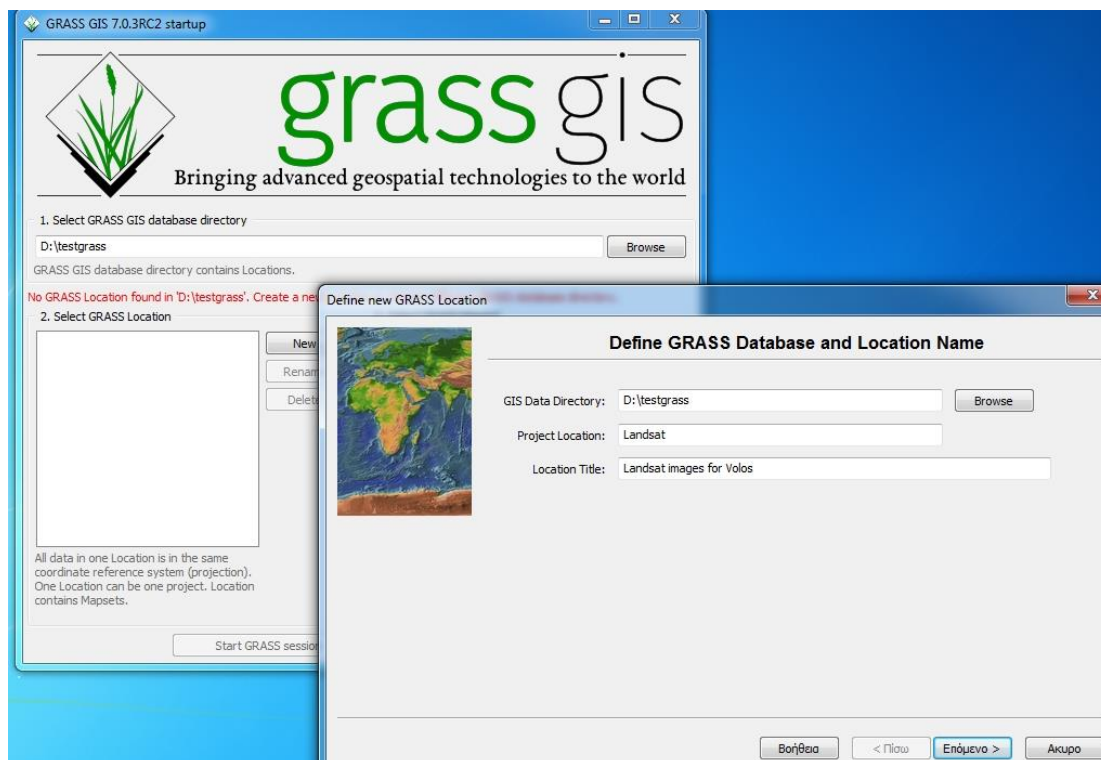 GRASS GIS 7.0.3RC2 startup
grass gis
Bringing advanced geospatial technologies to the world
1. Select GRASS GIS database directory
D:\testgrass
Browse
GRASS GIS database directory contains Locations.
No GRASS Location found in 'D:\testgrass'. Create a ne
2. Select GRASS Location
New
Renam
Delet
All data in one Location is in the same
coordinate reference system (projection).
One Location can be one project. Location
contains Mapsets.
Start GRASS session
Define new GRASS Location
Define GRASS Database and Location Name
GIS Data Directory: D:\testgrass Browse
Project Location: Landsat
Location Title: Landsat images for Volos
Βοήθεια < Πίσω Επόμενο > Ακυρο